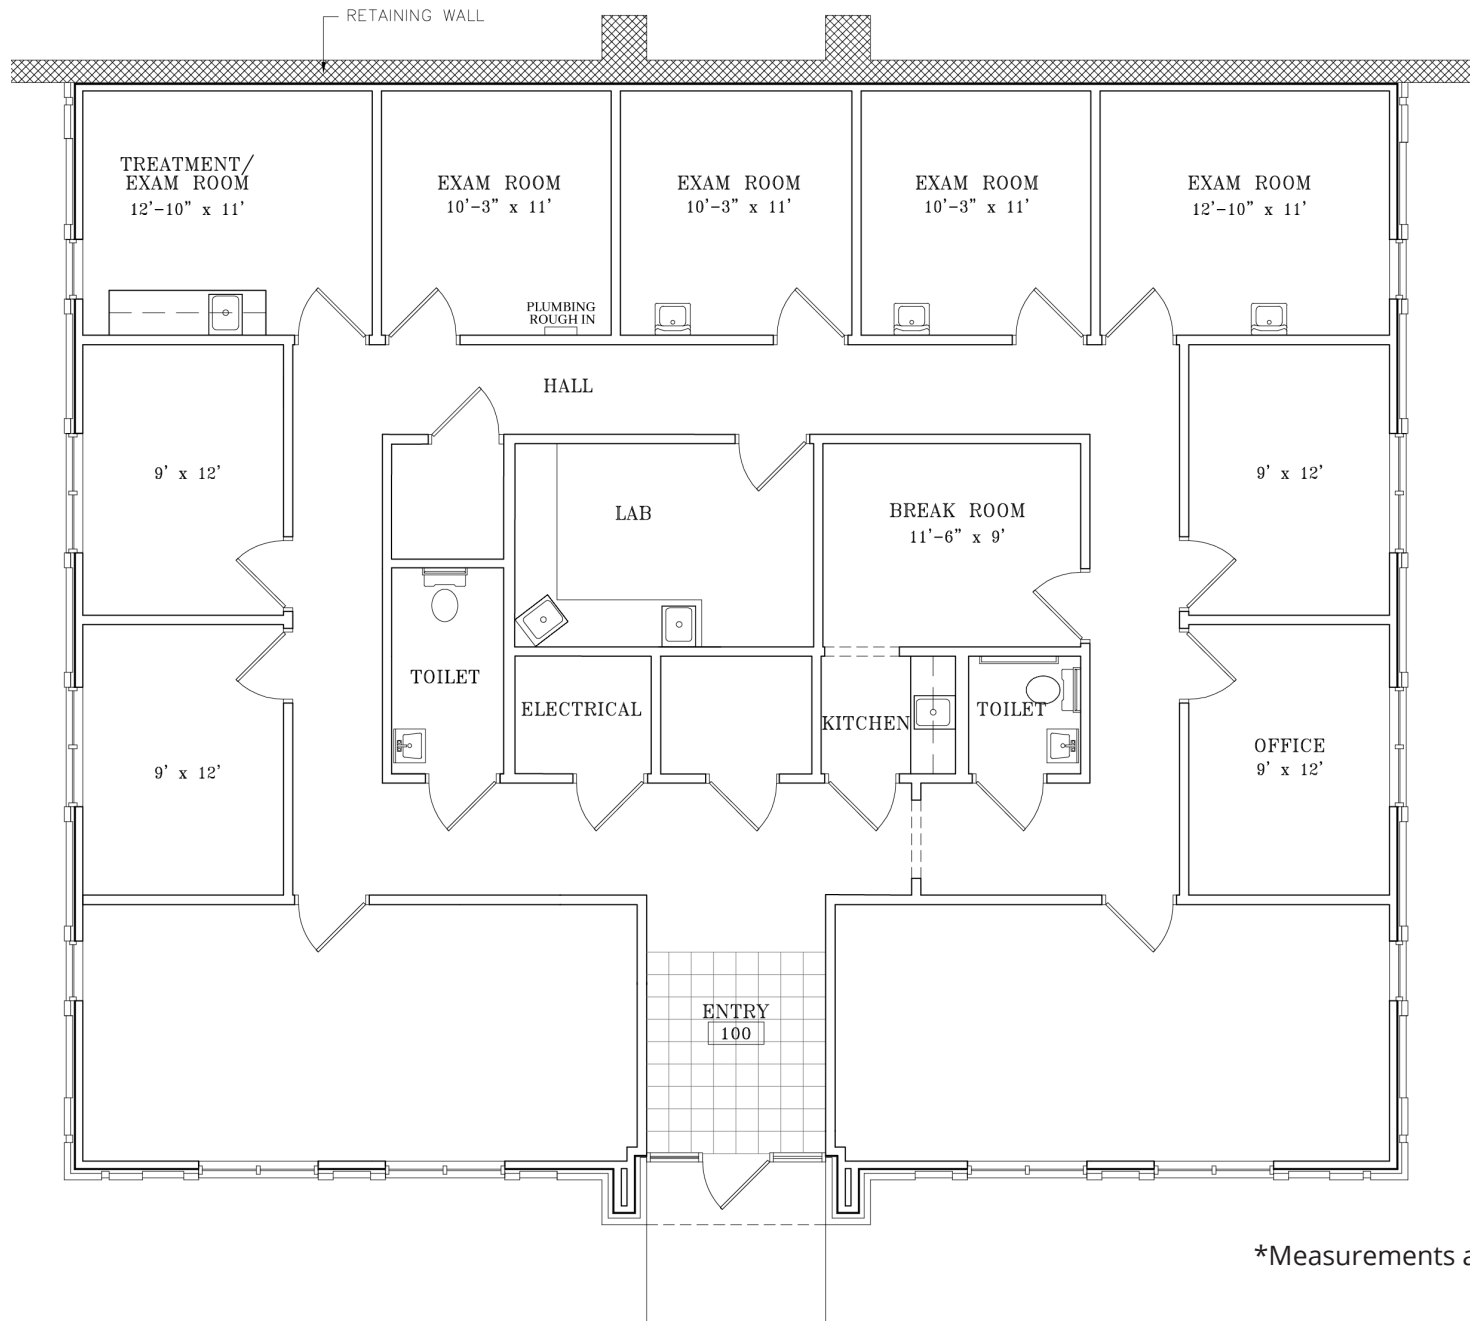 RETAINING WALL
TREATMENT/
EXAM ROOM
12'-10" x 11'
EXAM ROOM
10'-3" x 11'
EXAM ROOM
10'-3" x 11'
EXAM ROOM
10'-3" x 11'
EXAM ROOM
12'-10" x 11'
PLUMBING
ROUGH IN
HALL
9' x 12'
LAB
BREAK ROOM
11'-6" x 9'
9' x 12'
TOILET
ELECTRICAL
KITCHEN
TOILET
9' x 12'
OFFICE
9' x 12'
ENTRY
100
*Measurements a